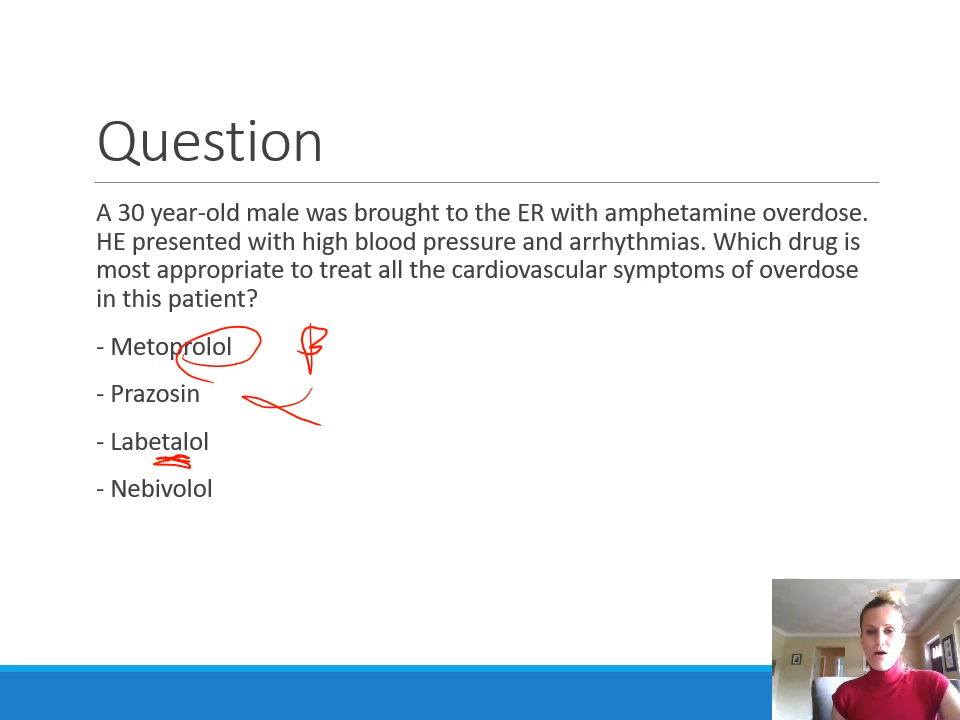 Question
A 30 year-old male was brought to the ER with amphetamine overdose.
HE presented with high blood pressure and arrhythmias. Which drug is
most appropriate to treat all the cardiovascular symptoms of overdose
in this patient?
- Metoprolol β
- Prazosin α
- Labetalol
- Nebivolol